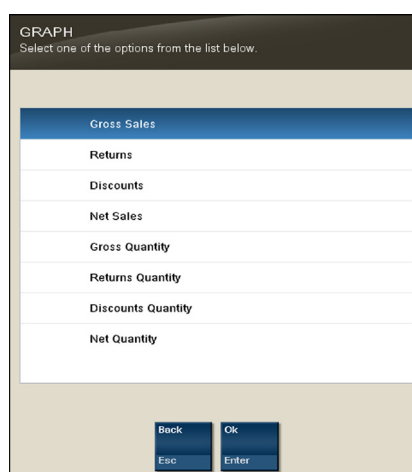 GRAPH
Select one of the options from the list below.
Gross Sales
Returns
Discounts
Net Sales
Gross Quantity
Returns Quantity
Discounts Quantity
Net Quantity
Back Ok
Esc Enter